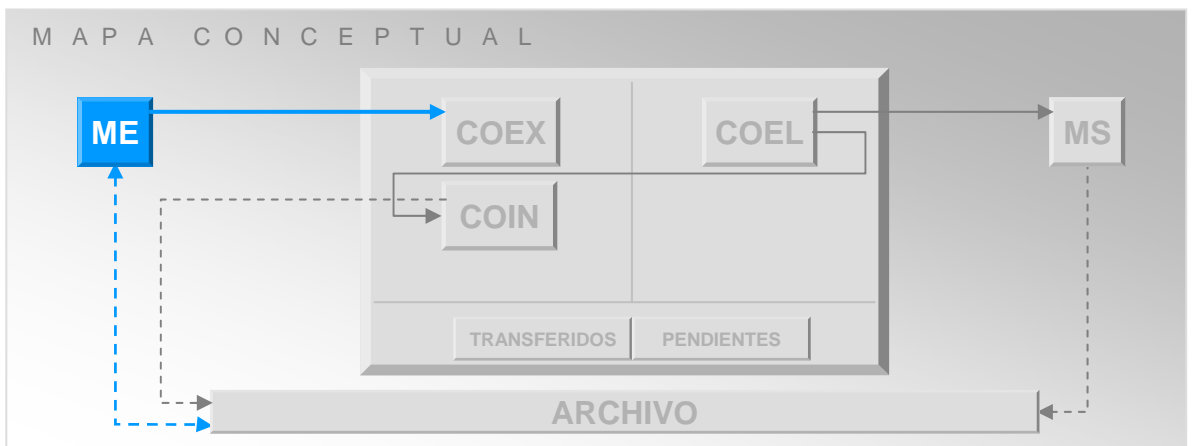 MAPA CONCEPTUAL
ME
COEX
COEL
MS
COIN
TRANSFERIDOS
PENDIENTES
ARCHIVO